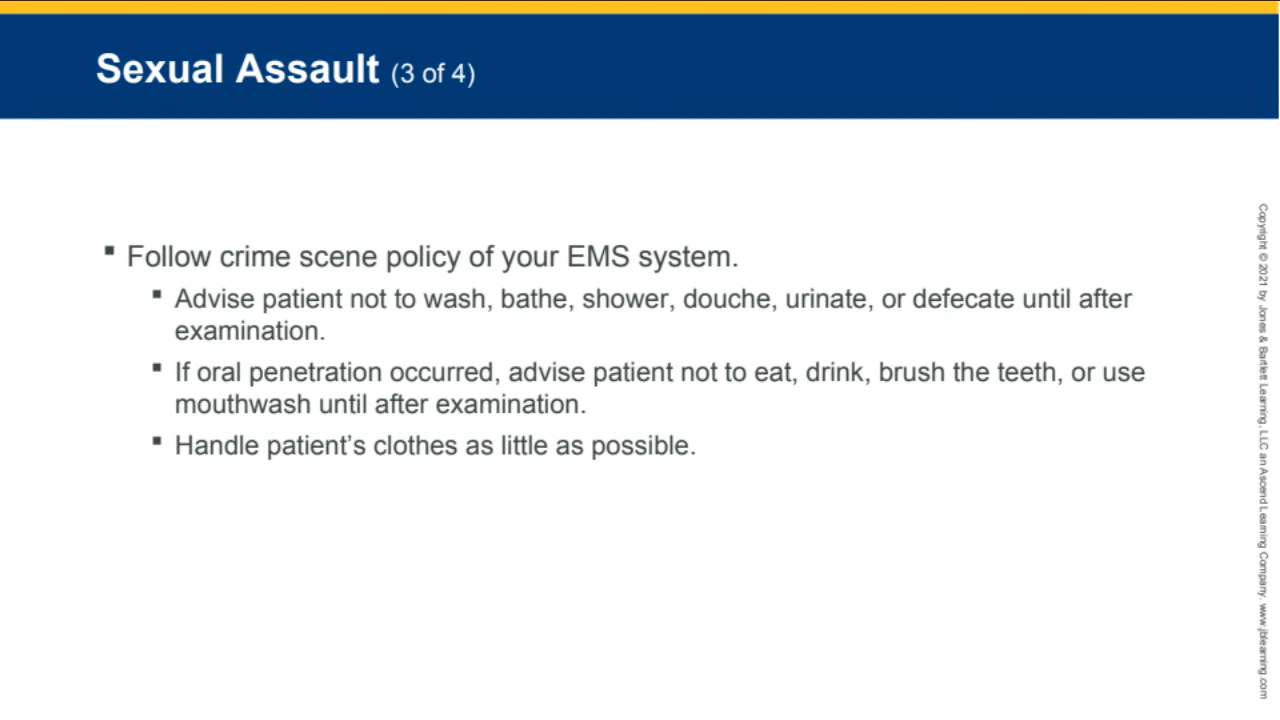 Sexual Assault (3 of 4)
Follow crime scene policy of your EMS system.
Advise patient not to wash, bathe, shower, douche, urinate, or defecate until after
examination.
If oral penetration occurred, advise patient not to eat, drink, brush the teeth, or use
mouthwash until after examination.
Handle patient’s clothes as little as possible.
Copyright © 2021 by Jones & Bartlett Learning, LLC an Ascend Learning Company. www.jblearning.com